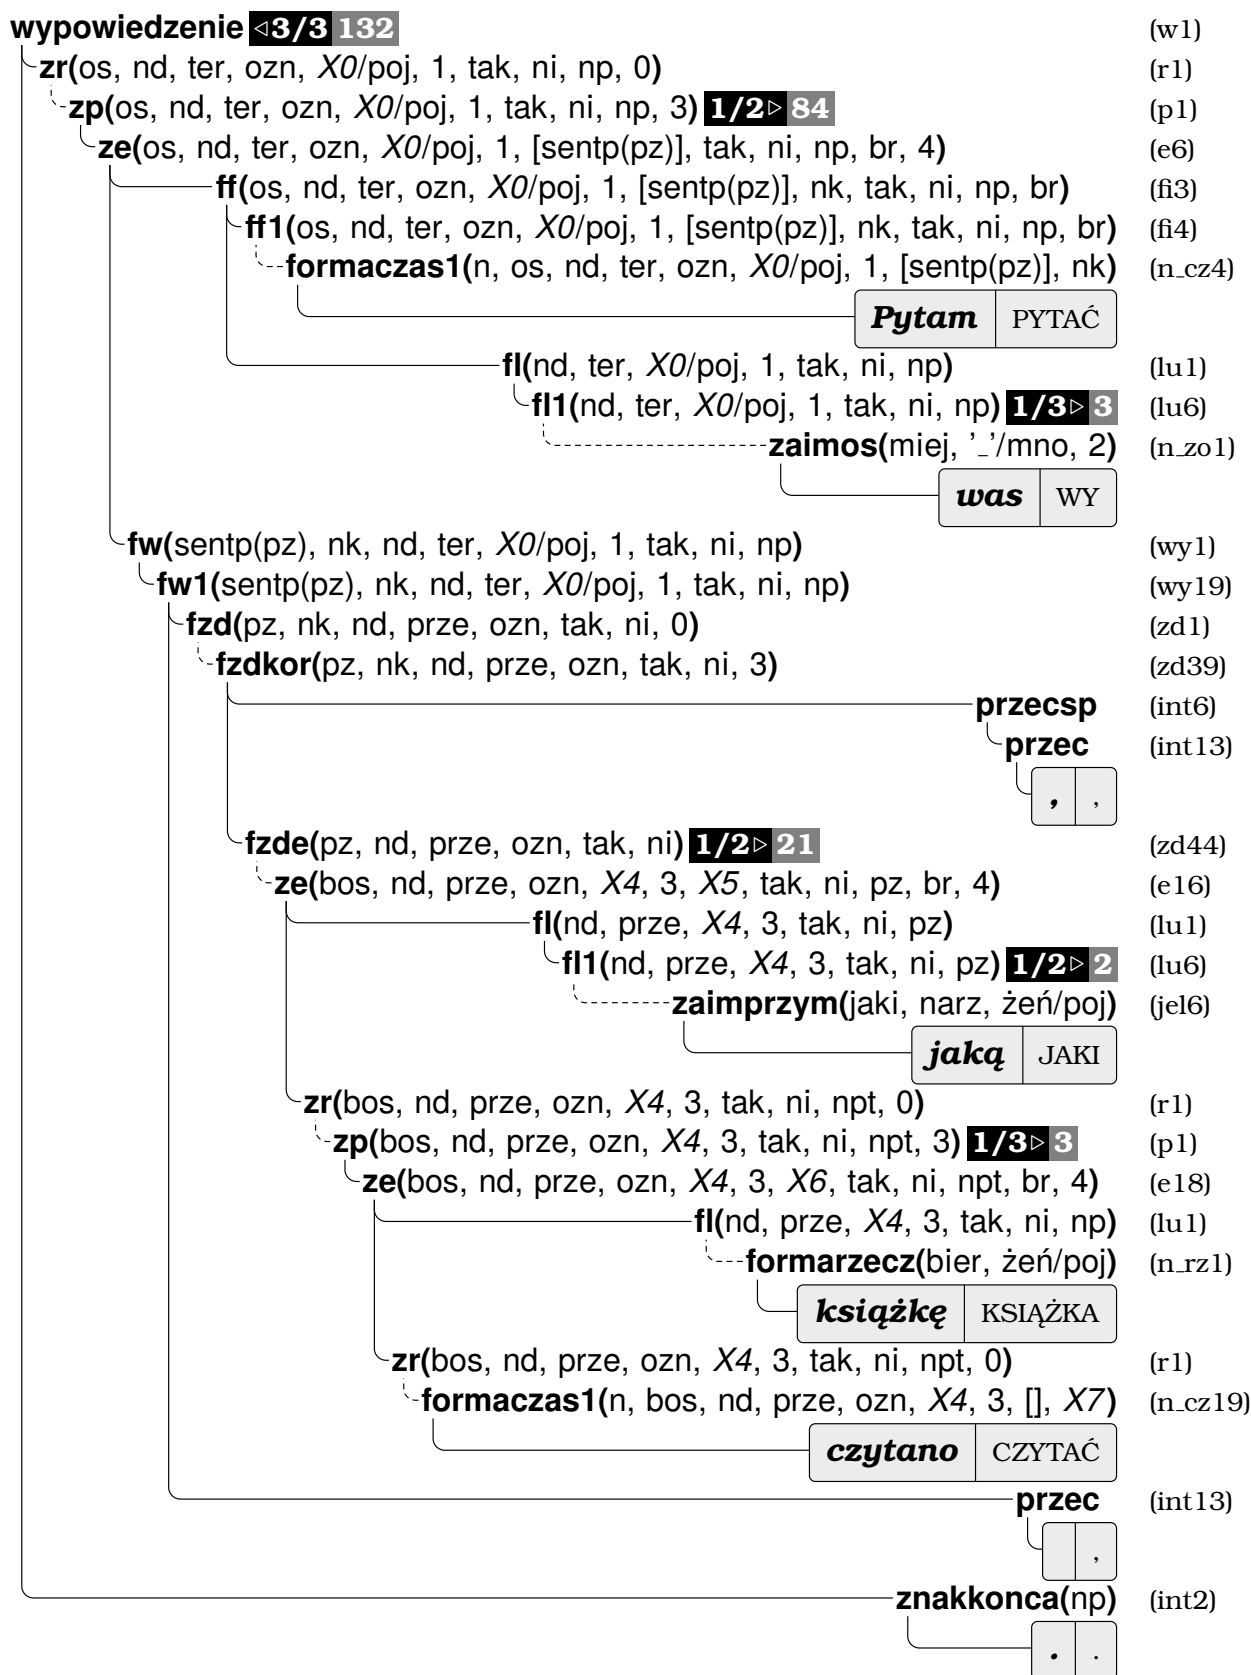 wypowiedzenie ◃3/3 132 (w1)
zr(os, nd, ter, ozn, X0/poj, 1, tak, ni, np, 0) (r1)
zp(os, nd, ter, ozn, X0/poj, 1, tak, ni, np, 3) 1/2▹ 84 (p1)
ze(os, nd, ter, ozn, X0/poj, 1, [sentp(pz)], tak, ni, np, br, 4) (e6)
ff(os, nd, ter, ozn, X0/poj, 1, [sentp(pz)], nk, tak, ni, np, br) (fi3)
ff1(os, nd, ter, ozn, X0/poj, 1, [sentp(pz)], nk, tak, ni, np, br) (fi4)
formaczas1(n, os, nd, ter, ozn, X0/poj, 1, [sentp(pz)], nk) (n_cz4)
Pytam PYTAĆ
fl(nd, ter, X0/poj, 1, tak, ni, np) (lu1)
fl1(nd, ter, X0/poj, 1, tak, ni, np) 1/3▹ 3 (lu6)
zaimos(miej, '_'/mno, 2) (n_zo1)
was WY
fw(sentp(pz), nk, nd, ter, X0/poj, 1, tak, ni, np) (wy1)
fw1(sentp(pz), nk, nd, ter, X0/poj, 1, tak, ni, np) (wy19)
fzd(pz, nk, nd, prze, ozn, tak, ni, 0) (zd1)
fzdkor(pz, nk, nd, prze, ozn, tak, ni, 3) (zd39)
przecsp (int6)
przec (int13)
, ,
fzde(pz, nd, prze, ozn, tak, ni) 1/2▹ 21 (zd44)
ze(bos, nd, prze, ozn, X4, 3, X5, tak, ni, pz, br, 4) (e16)
fl(nd, prze, X4, 3, tak, ni, pz) (lu1)
fl1(nd, prze, X4, 3, tak, ni, pz) 1/2▹ 2 (lu6)
zaimprzym(jaki, narz, żeń/poj) (jel6)
jaką JAKI
zr(bos, nd, prze, ozn, X4, 3, tak, ni, npt, 0) (r1)
zp(bos, nd, prze, ozn, X4, 3, tak, ni, npt, 3) 1/3▹ 3 (p1)
ze(bos, nd, prze, ozn, X4, 3, X6, tak, ni, npt, br, 4) (e18)
fl(nd, prze, X4, 3, tak, ni, np) (lu1)
formarzecz(bier, żeń/poj) (n_rz1)
książkę KSIĄŻKA
zr(bos, nd, prze, ozn, X4, 3, tak, ni, npt, 0) (r1)
formaczas1(n, bos, nd, prze, ozn, X4, 3, [], X7) (n_cz19)
czytano CZYTAĆ
przec (int13)
,
znakkonca(np) (int2)
. .